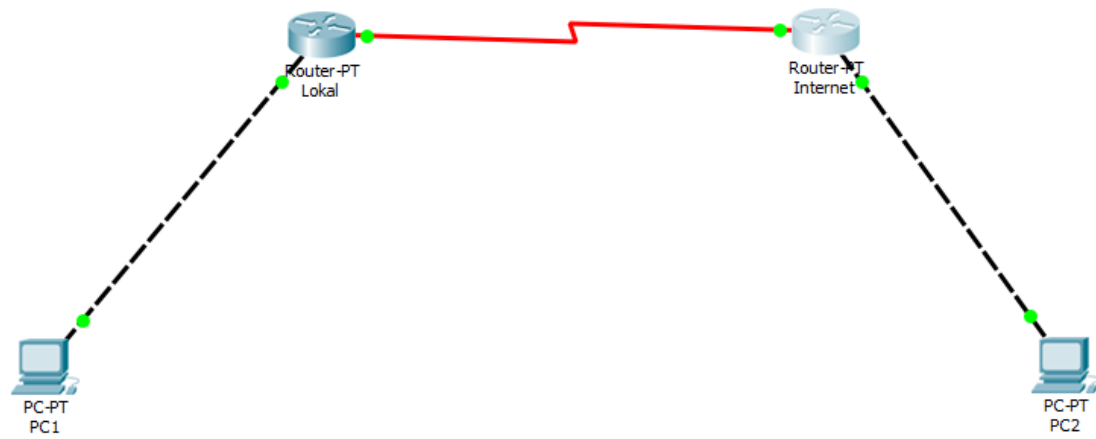 Router-PT
Lokal
Router-PT
Internet
PC-PT
PC1
PC-PT
PC2